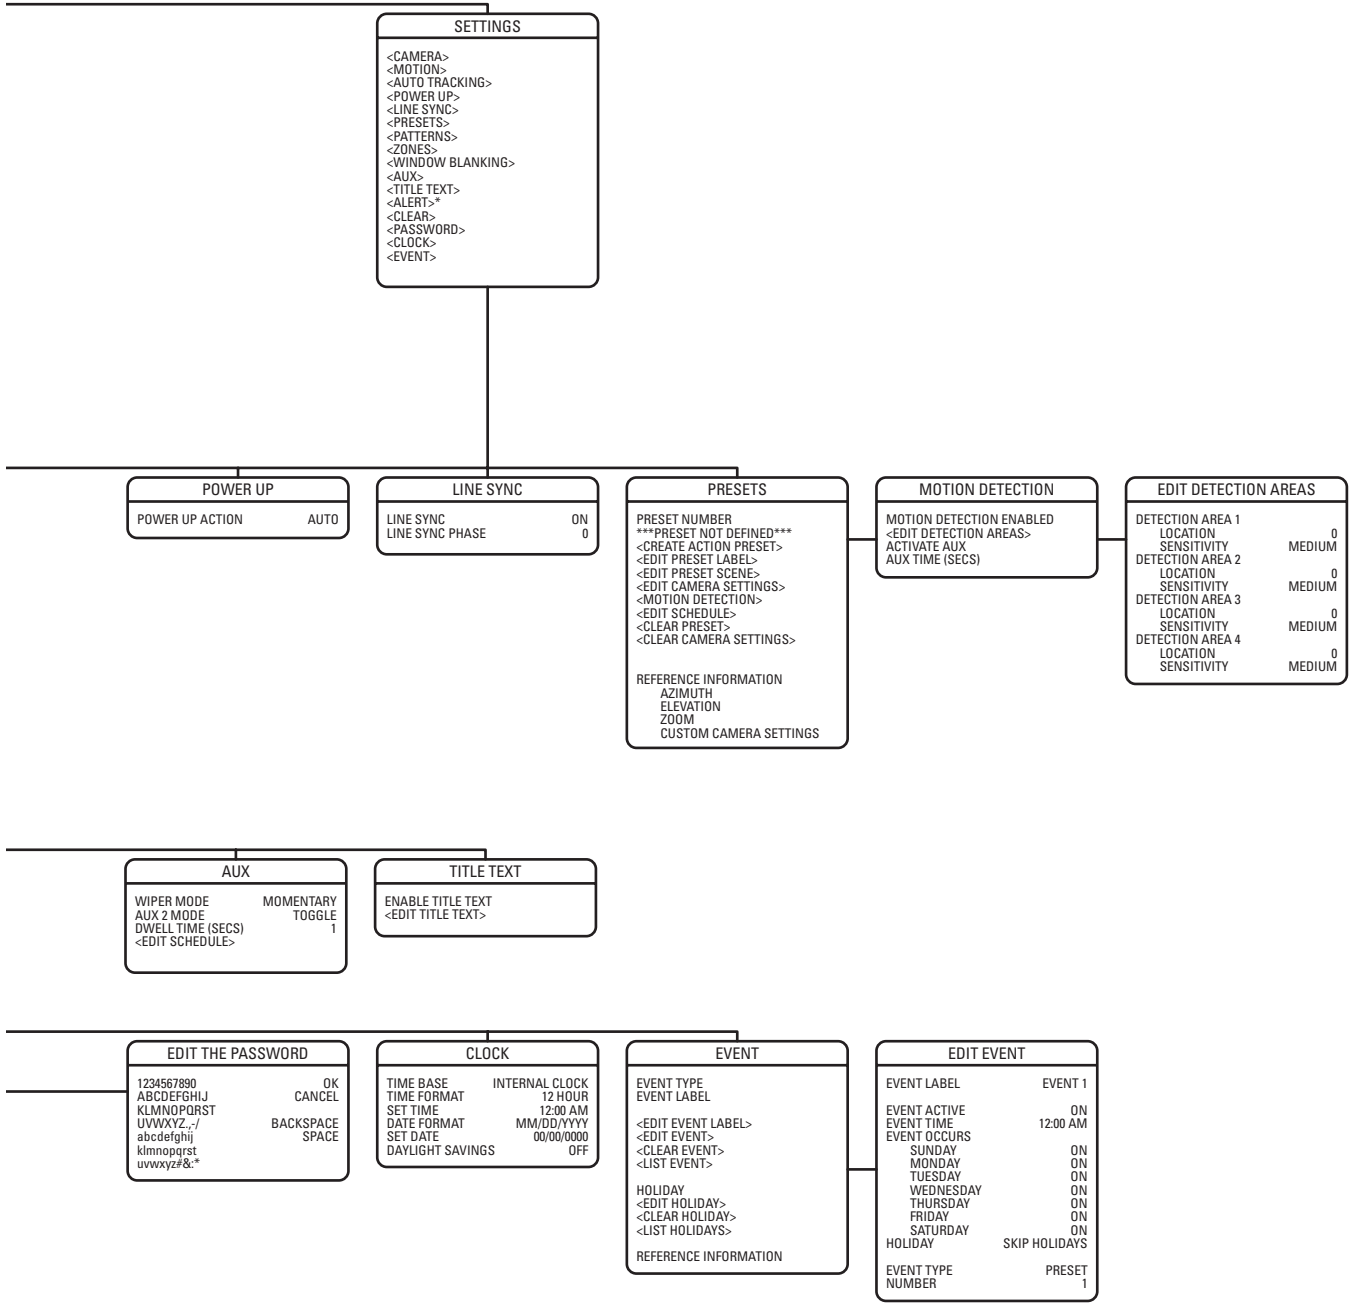 SETTINGS
<CAMERA>
<MOTION>
<AUTO TRACKING>
<POWER UP>
<LINE SYNC>
<PRESETS>
<PATTERNS>
<ZONES>
<WINDOW BLANKING>
<AUX>
<TITLE TEXT>
<ALERT>*
<CLEAR>
<PASSWORD>
<CLOCK>
<EVENT>
POWER UP
POWER UP ACTION AUTO
LINE SYNC
LINE SYNC ON
LINE SYNC PHASE 0
PRESETS
PRESET NUMBER
***PRESET NOT DEFINED***
<CREATE ACTION PRESET>
<EDIT PRESET LABEL>
<EDIT PRESET SCENE>
<EDIT CAMERA SETTINGS>
<MOTION DETECTION>
<EDIT SCHEDULE>
<CLEAR PRESET>
<CLEAR CAMERA SETTINGS>
REFERENCE INFORMATION
AZIMUTH
ELEVATION
ZOOM
CUSTOM CAMERA SETTINGS
MOTION DETECTION
MOTION DETECTION ENABLED
<EDIT DETECTION AREAS>
ACTIVATE AUX
AUX TIME (SECS)
EDIT DETECTION AREAS
DETECTION AREA 1
LOCATION 0
SENSITIVITY MEDIUM
DETECTION AREA 2
LOCATION 0
SENSITIVITY MEDIUM
DETECTION AREA 3
LOCATION 0
SENSITIVITY MEDIUM
DETECTION AREA 4
LOCATION 0
SENSITIVITY MEDIUM
AUX
WIPER MODE MOMENTARY
AUX 2 MODE TOGGLE
DWELL TIME (SECS) 1
<EDIT SCHEDULE>
TITLE TEXT
ENABLE TITLE TEXT
<EDIT TITLE TEXT>
EDIT THE PASSWORD
1234567890 OK
ABCDEFGHIJ CANCEL
KLMNOPQRST
UVWXYZ.,-/ BACKSPACE
abcdefghij SPACE
klmnopqrst
uvwxyz#&:*
CLOCK
TIME BASE INTERNAL CLOCK
TIME FORMAT 12 HOUR
SET TIME 12:00 AM
DATE FORMAT MM/DD/YYYY
SET DATE 00/00/0000
DAYLIGHT SAVINGS OFF
EVENT
EVENT TYPE
EVENT LABEL
<EDIT EVENT LABEL>
<EDIT EVENT>
<CLEAR EVENT>
<LIST EVENT>
HOLIDAY
<EDIT HOLIDAY>
<CLEAR HOLIDAY>
<LIST HOLIDAYS>
REFERENCE INFORMATION
EDIT EVENT
EVENT LABEL EVENT 1
EVENT ACTIVE ON
EVENT TIME 12:00 AM
EVENT OCCURS
SUNDAY ON
MONDAY ON
TUESDAY ON
WEDNESDAY ON
THURSDAY ON
FRIDAY ON
SATURDAY ON
HOLIDAY SKIP HOLIDAYS
EVENT TYPE PRESET
NUMBER 1